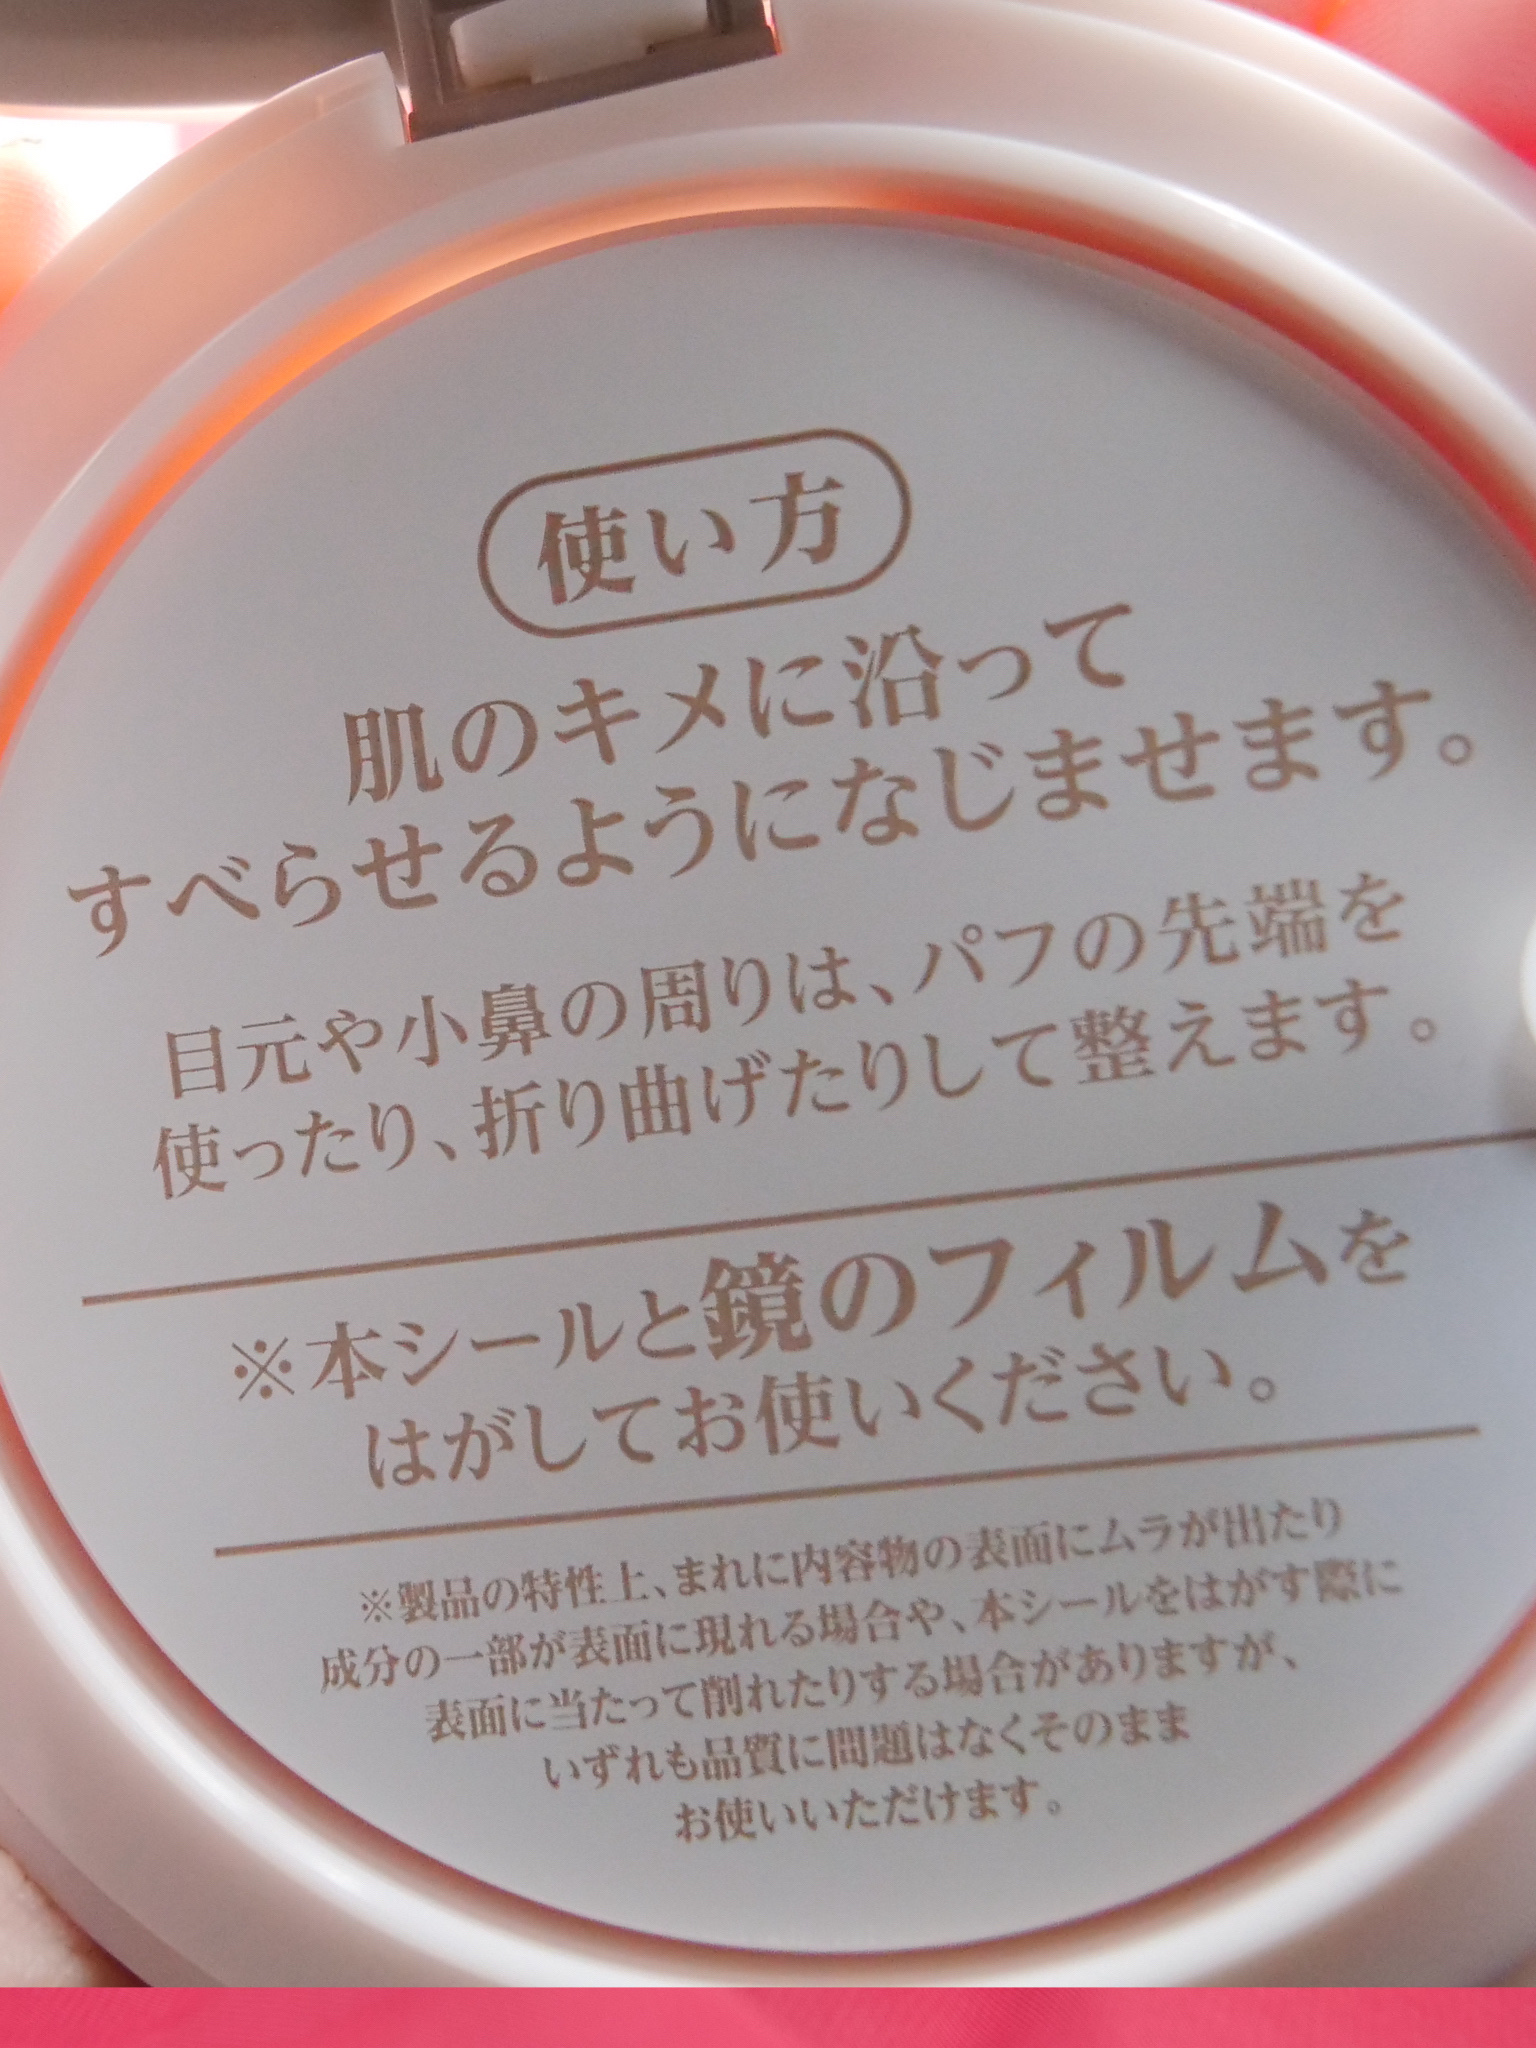 使い方
肌のキメに沿って
すべらせるようになじませます。
目元や小鼻の周りは、パフの先端を
使ったり、折り曲げたりして整えます。
※本シールと鏡のフィルムを
はがしてお使いください。
※製品の特性上、まれに内容物の表面にムラが出たり
成分の一部が表面に現れる場合や、本シールをはがす際に
表面に当たって削れたりする場合がありますが、
いずれも品質に問題はなくそのまま
お使いいただけます。